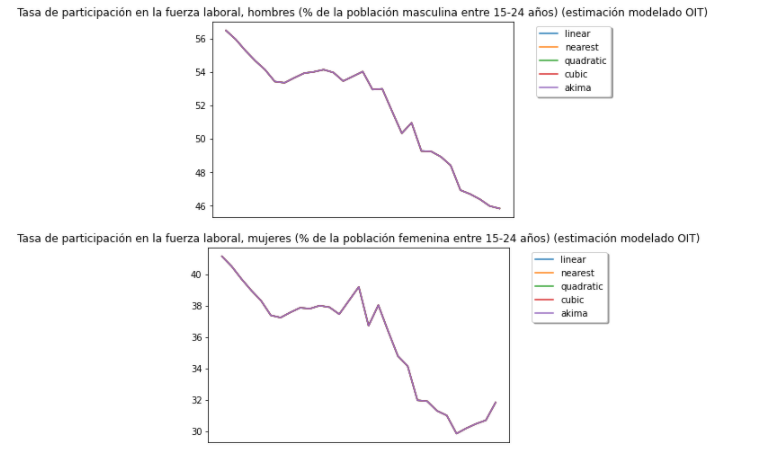 Tasa de participación en la fuerza laboral, hombres (% de la población masculina entre 15-24 años) (estimación modelado OIT)
56
54
52
50
48
46
linear
nearest
quadratic
cubic
akima
Tasa de participación en la fuerza laboral, mujeres (% de la población femenina entre 15-24 años) (estimación modelado OIT)
40
38
36
34
32
30
linear
nearest
quadratic
cubic
akima